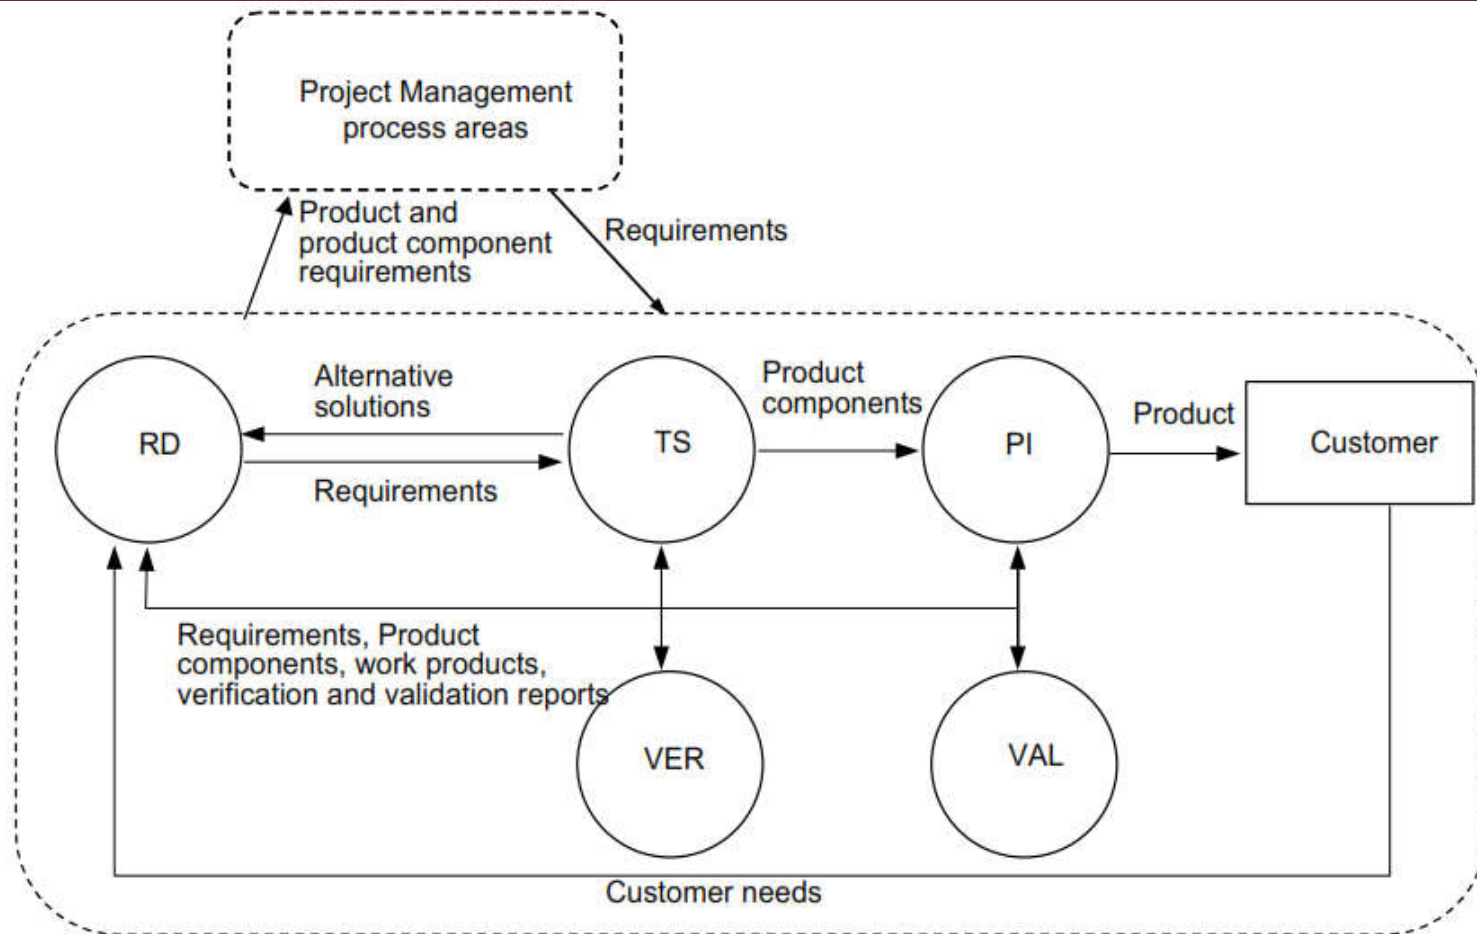 Project Management
process areas
Product and
product component
requirements
Requirements
Alternative
solutions
Product
components
Product
RD
TS
PI
Customer
Requirements
Requirements, Product
components, work products,
verification and validation reports
VER
VAL
Customer needs